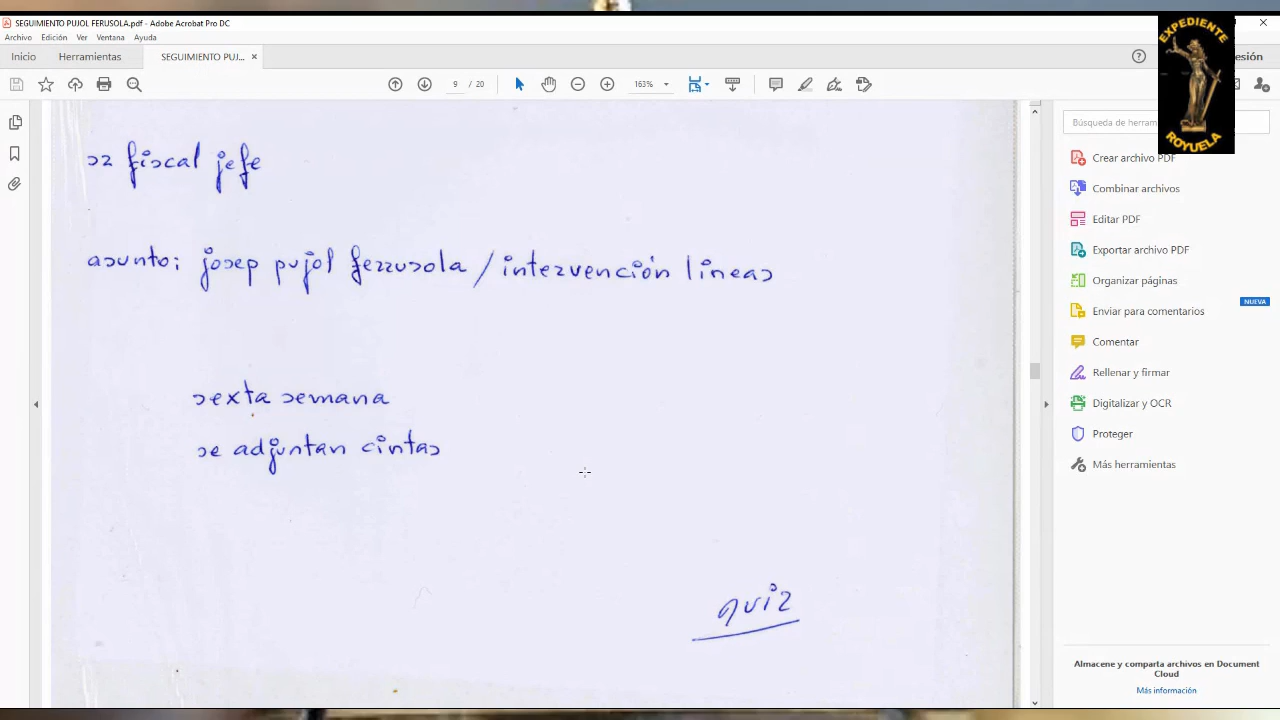 SEGUIMIENTO PUJOL FERUSOLA.pdf - Adobe Acrobat Pro DC
Archivo Edición Ver Ventana Ayuda
Inicio Herramientas SEGUIMIENTO PUJ... esión
9 / 20 163%
EXPEDIENTE
ROYUELA
Búsqueda de herram
Crear archivo PDF
Combinar archivos
Editar PDF
Exportar archivo PDF
Organizar páginas
Enviar para comentarios
NUEVA
Comentar
Rellenar y firmar
Digitalizar y OCR
Proteger
Más herramientas
Almacene y comparta archivos en Document
Cloud
Más información
sr fiscal jefe
asunto: josep pujol ferrusola / intervención líneas
sexta semana
se adjuntan cintas
ruiz